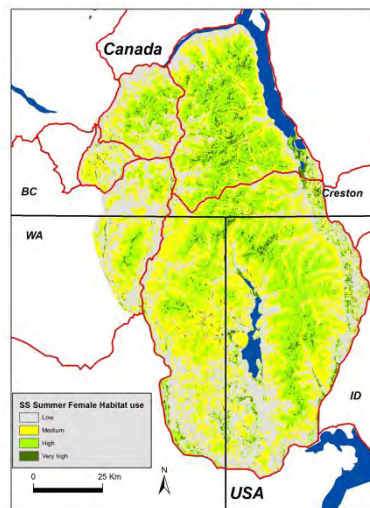 Canada
BC
Creston
WA
SS Summer Female Habitat use
Low
Medium
High
Very high
ID
0
25 Km
N
USA